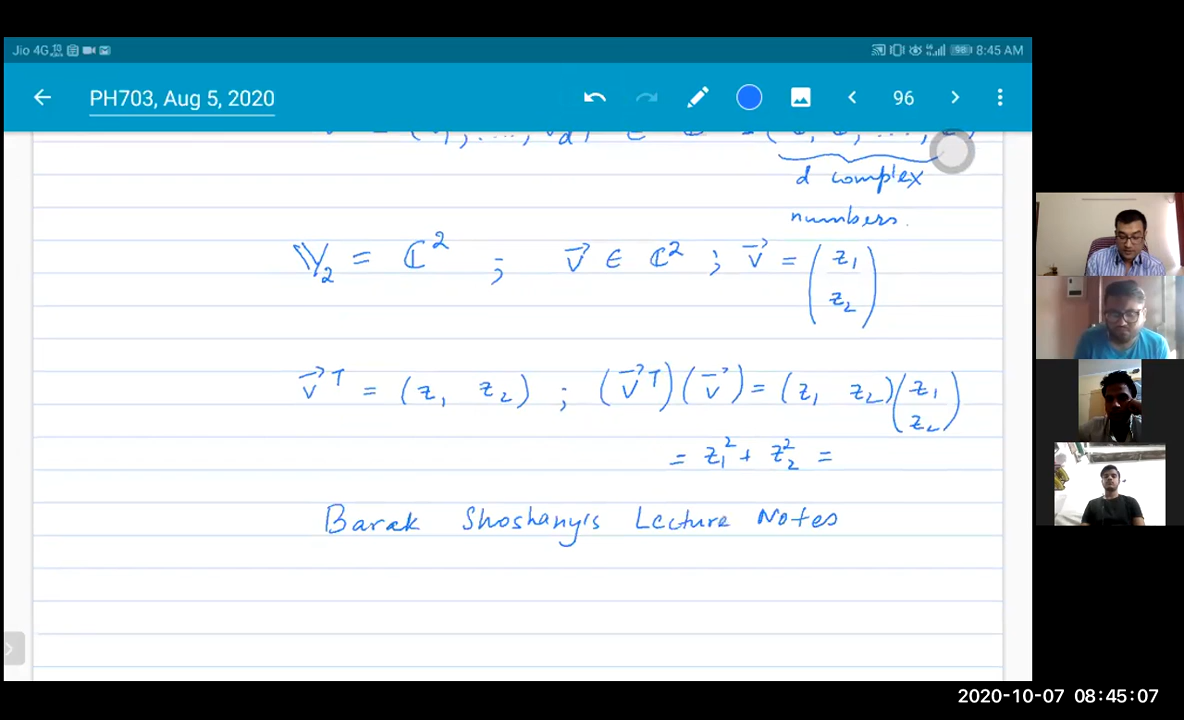 Jio 4G 8:45 AM
PH703, Aug 5, 2020 96
d complex
numbers.
𝕍₂ = ℂ² ; v⃗ ∈ ℂ² ; v⃗ = (z₁ z₂)
v⃗ᵀ = (z₁ z₂) ; (v⃗ᵀ)(v⃗) = (z₁ z₂)(z₁ z₂)
= z₁² + z₂² =
Barak Shoshany's Lecture Notes
2020-10-07 08:45:07